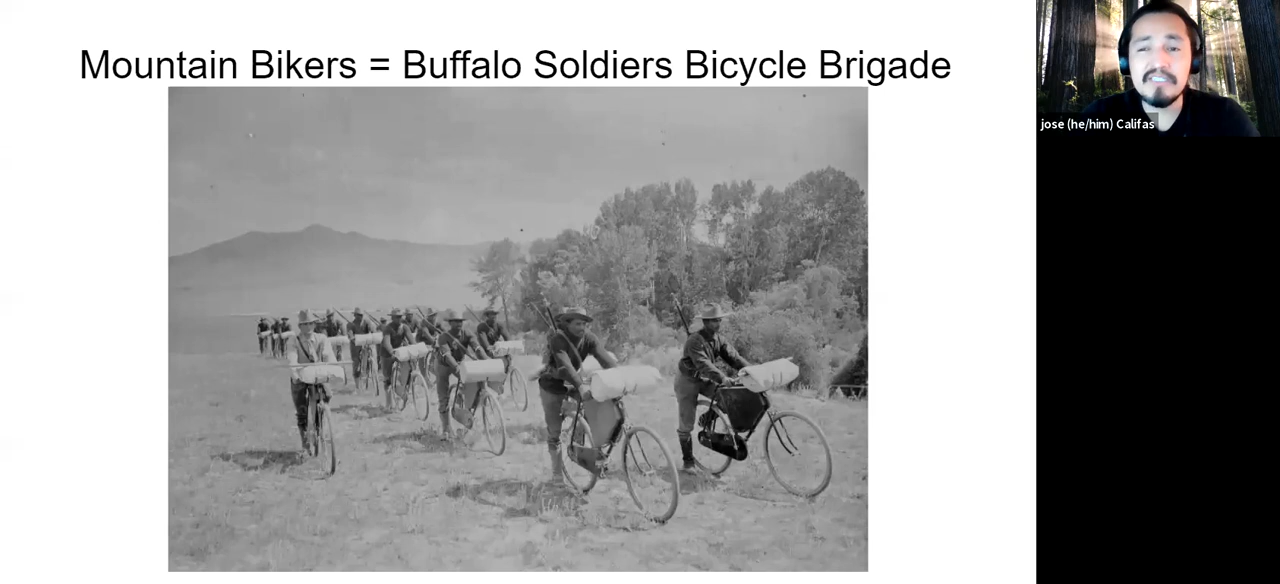 Mountain Bikers = Buffalo Soldiers Bicycle Brigade
jose (he/him) Califas